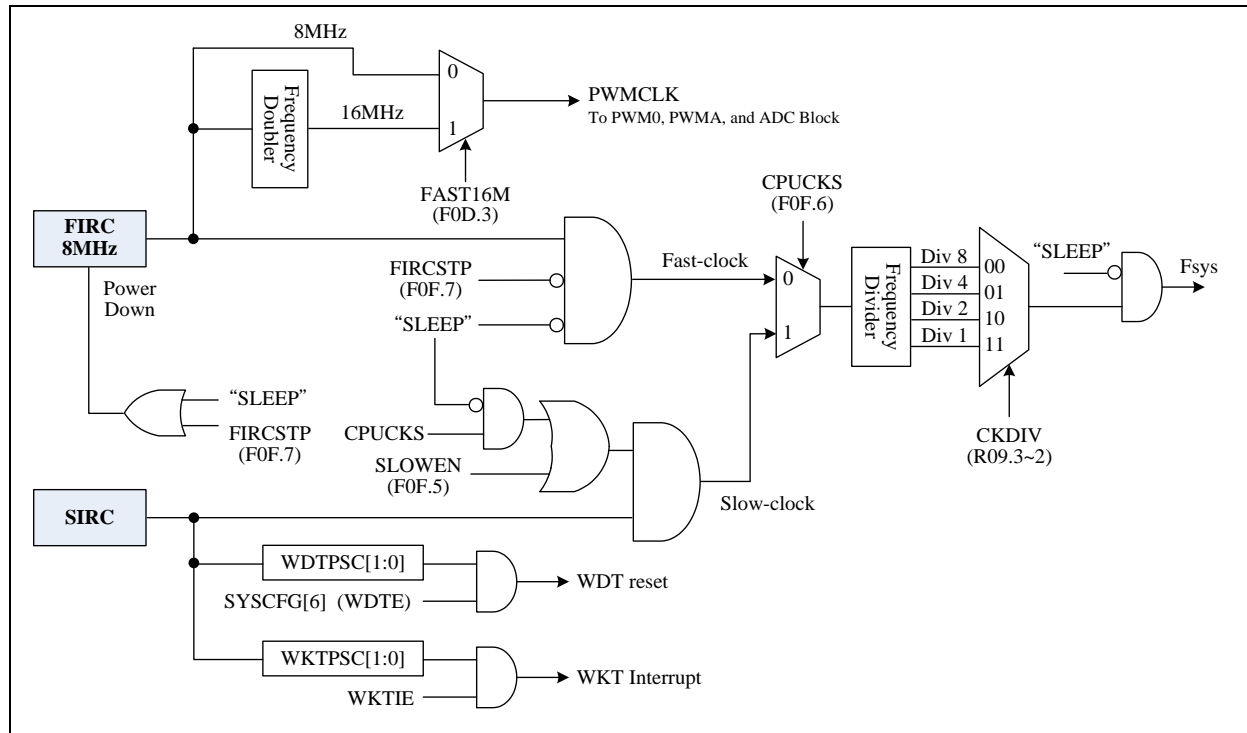 8MHz
Frequency
Doubler
16MHz
0
1
PWMCLK
To PWM0, PWMA, and ADC Block
FAST16M
(F0D.3)
FIRC
8MHz
Power
Down
FIRCSTP
(F0F.7)
“SLEEP”
Fast-clock
CPUCKS
(F0F.6)
0
1
Frequency
Divider
Div 8
Div 4
Div 2
Div 1
00
01
10
11
“SLEEP”
Fsys
CKDIV
(R09.3~2)
“SLEEP”
FIRCSTP
(F0F.7)
CPUCKS
SLOWEN
(F0F.5)
Slow-clock
SIRC
WDTPSC[1:0]
SYSCFG[6] (WDTE)
WDT reset
WKTPSC[1:0]
WKTIE
WKT Interrupt